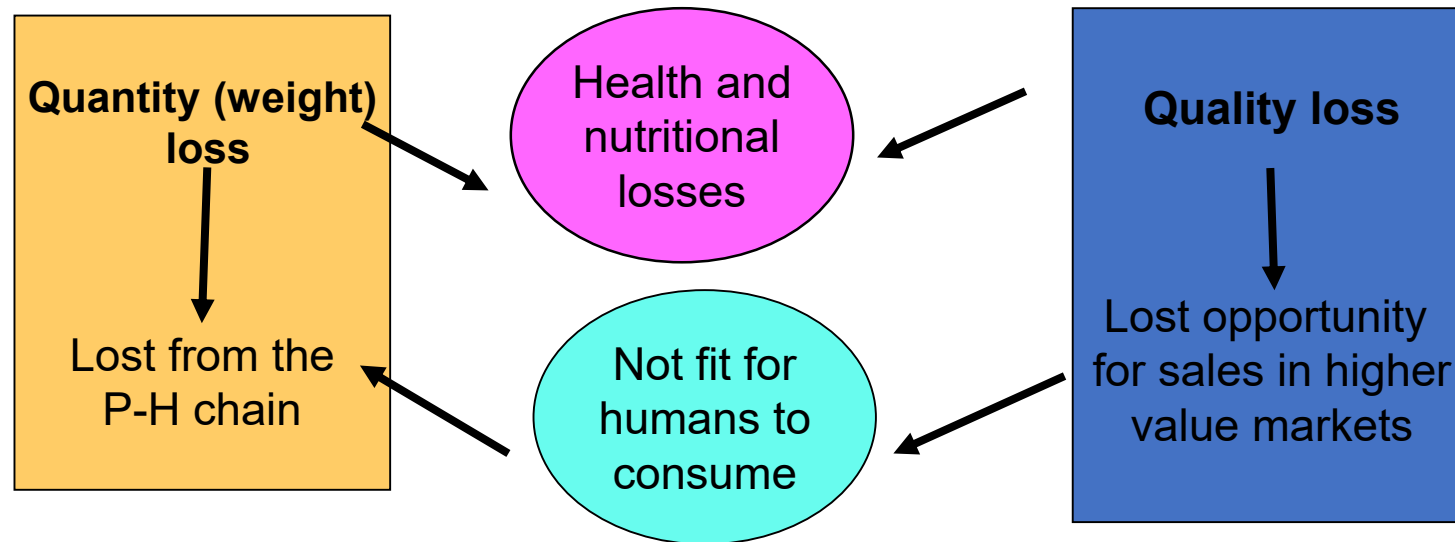 Quantity (weight)
loss
Lost from the
P-H chain
Health and
nutritional
losses
Not fit for
humans to
consume
Quality loss
Lost opportunity
for sales in higher
value markets